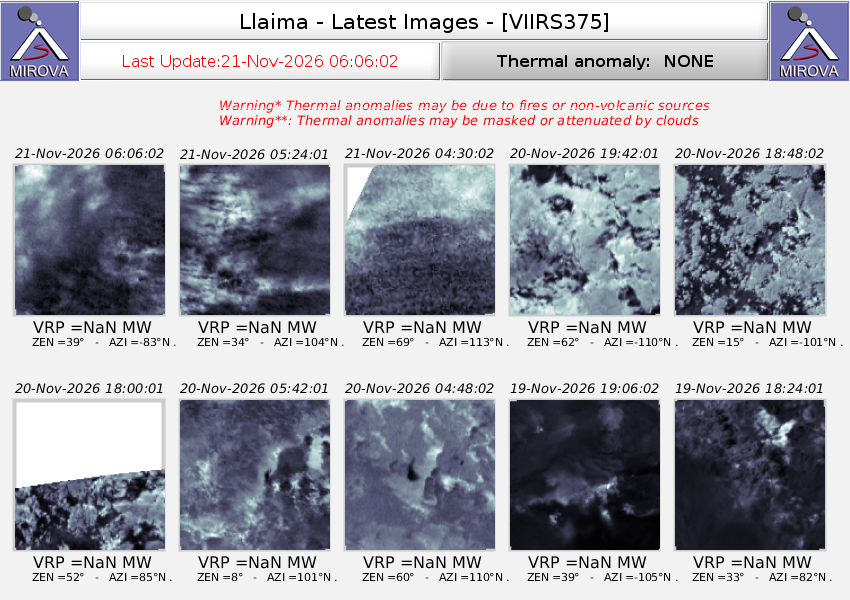 Llaima - Latest Images - [VIIRS375]
MIROVA
MIROVA
Last Update:21-Nov-2026 06:06:02
Thermal anomaly: NONE
Warning* Thermal anomalies may be due to fires or non-volcanic sources
Warning**: Thermal anomalies may be masked or attenuated by clouds
21-Nov-2026 06:06:02
21-Nov-2026 05:24:01
21-Nov-2026 04:30:02
20-Nov-2026 19:42:01
20-Nov-2026 18:48:02
VRP =NaN MW
VRP =NaN MW
VRP =NaN MW
VRP =NaN MW
VRP =NaN MW
ZEN =39° - AZI =-83°N .
ZEN =34° - AZI =104°N .
ZEN =69° - AZI =113°N .
ZEN =62° - AZI =-110°N .
ZEN =15° - AZI =-101°N .
20-Nov-2026 18:00:01
20-Nov-2026 05:42:01
20-Nov-2026 04:48:02
19-Nov-2026 19:06:02
19-Nov-2026 18:24:01
VRP =NaN MW
VRP =NaN MW
VRP =NaN MW
VRP =NaN MW
VRP =NaN MW
ZEN =52° - AZI =85°N .
ZEN =8° - AZI =101°N .
ZEN =60° - AZI =110°N .
ZEN =39° - AZI =-105°N .
ZEN =33° - AZI =82°N .